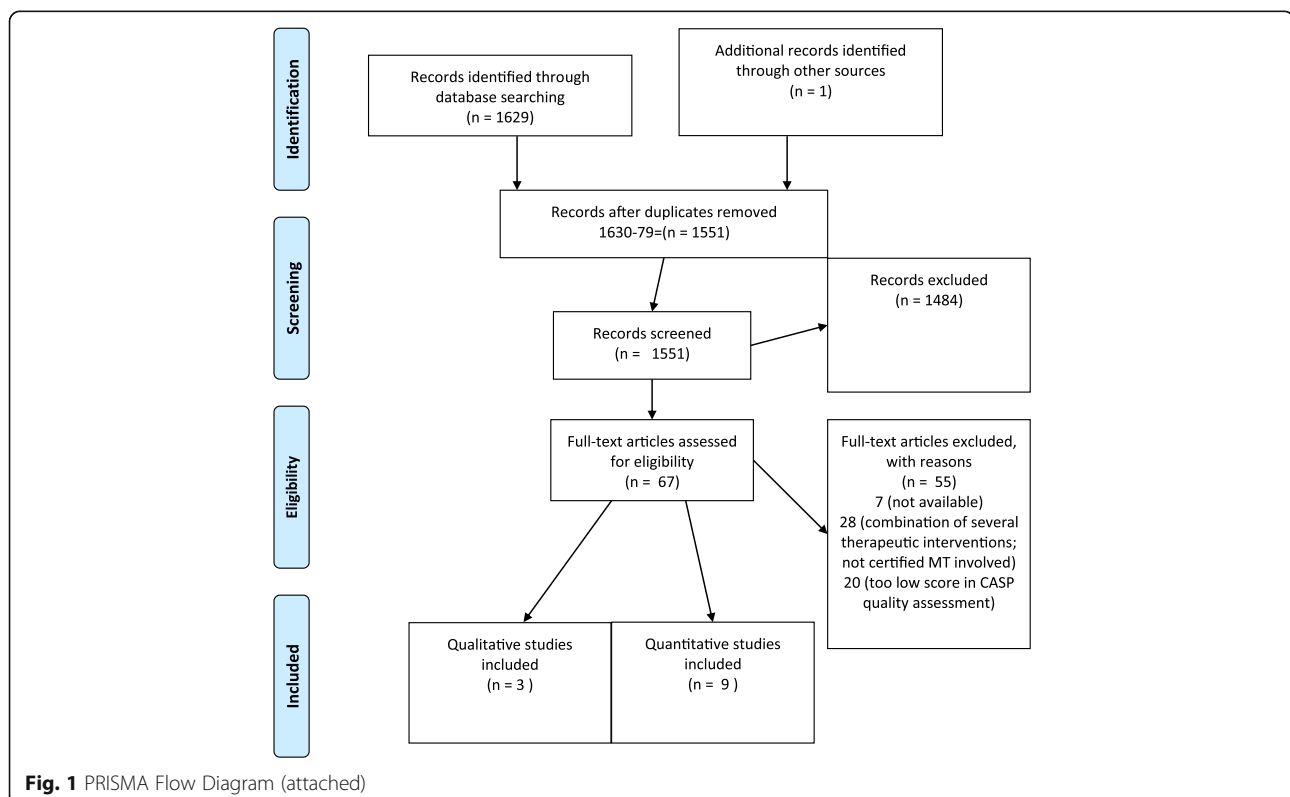 Identification
Records identified through
database searching
(n = 1629)
Additional records identified
through other sources
(n = 1)
Screening
Records after duplicates removed
1630-79=(n = 1551)
Records screened
(n = 1551)
Records excluded
(n = 1484)
Eligibility
Full-text articles assessed
for eligibility
(n = 67)
Full-text articles excluded,
with reasons
(n = 55)
7 (not available)
28 (combination of several
therapeutic interventions;
not certified MT involved)
20 (too low score in CASP
quality assessment)
Included
Qualitative studies
included
(n = 3 )
Quantitative studies
included
(n = 9 )
Fig. 1 PRISMA Flow Diagram (attached)